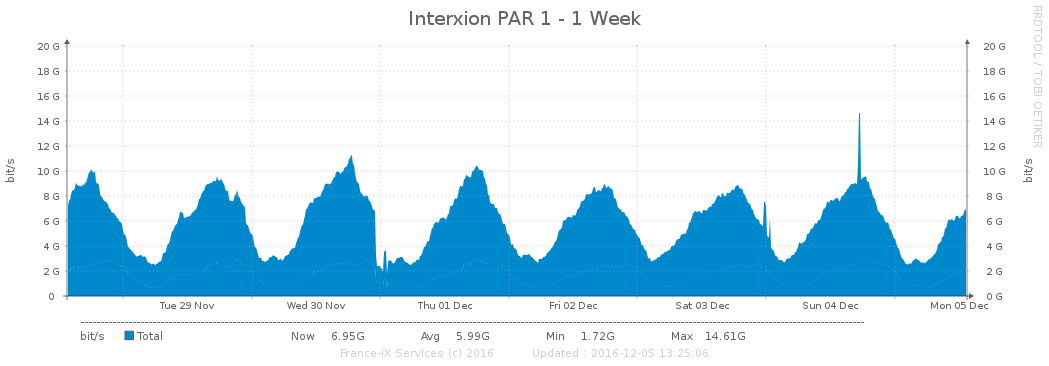 Interxion PAR 1 - 1 Week
RRDTOOL / TOBI OETIKER
bit/s
bit/s
20 G 20 G
18 G 18 G
16 G 16 G
14 G 14 G
12 G 12 G
10 G 10 G
8 G 8 G
6 G 6 G
4 G 4 G
2 G 2 G
0 0 G
Tue 29 Nov Wed 30 Nov Thu 01 Dec Fri 02 Dec Sat 03 Dec Sun 04 Dec Mon 05 Dec
bit/s Total Now 6.95G Avg 5.99G Min 1.72G Max 14.61G
France-IX Services (c) 2016 Updated : 2016-12-05 13:25:06